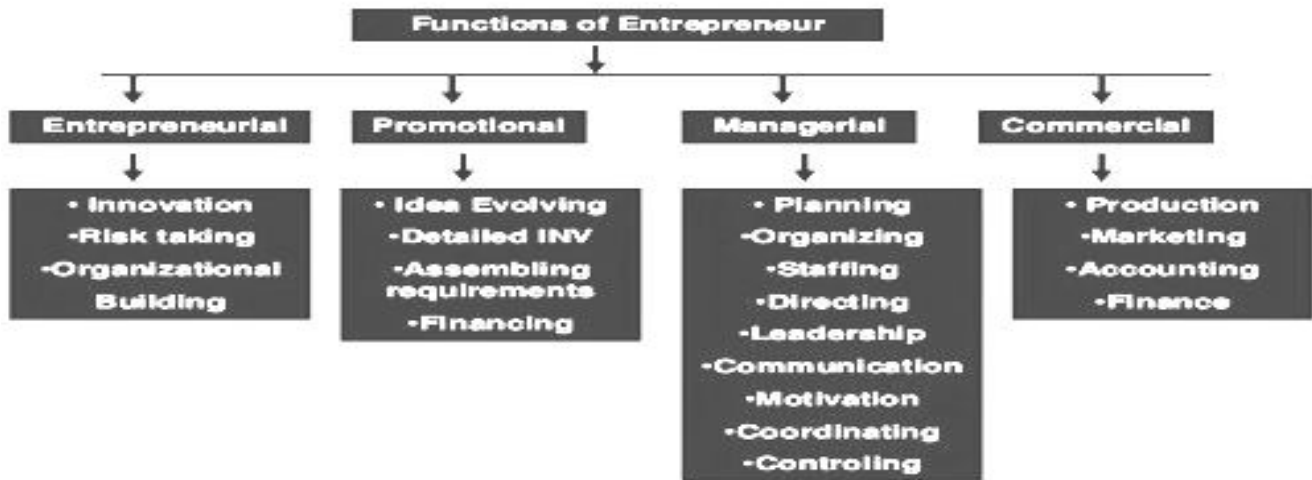 Functions of Entrepreneur
Entrepreneurial
Promotional
Managerial
Commercial
• Innovation
•Risk taking
•Organizational
Building
• Idea Evolving
•Detailed INV
•Assembling
requirements
•Financing
• Planning
•Organizing
•Staffing
•Directing
•Leadership
•Communication
•Motivation
•Coordinating
•Controling
• Production
•Marketing
•Accounting
•Finance